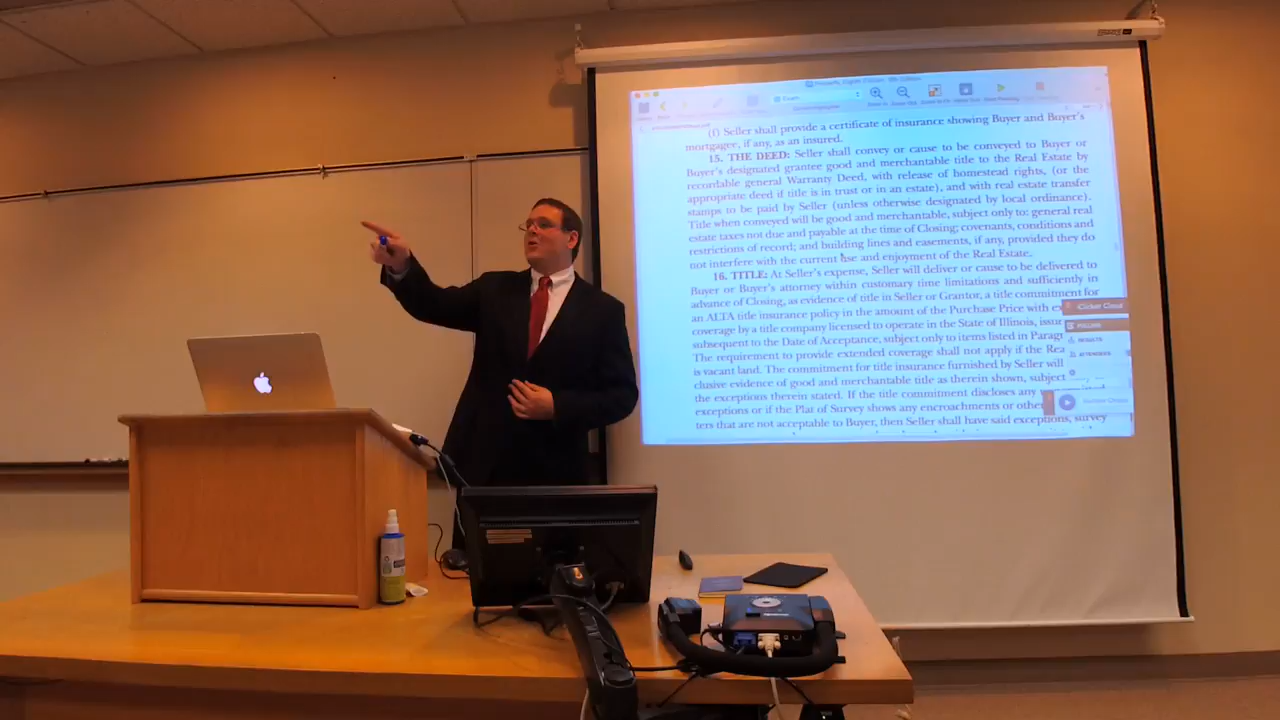 Exam
(f) Seller shall provide a certificate of insurance showing Buyer and Buyer's
mortgagee, if any, as an insured.
15. THE DEED: Seller shall convey or cause to be conveyed to Buyer or
Buyer's designated grantee good and merchantable title to the Real Estate by
recordable general Warranty Deed, with release of homestead rights, (or the
appropriate deed if title is in trust or in an estate), and with real estate transfer
stamps to be paid by Seller (unless otherwise designated by local ordinance).
Title when conveyed will be good and merchantable, subject only to: general real
estate taxes not due and payable at the time of Closing; covenants, conditions and
restrictions of record; and building lines and easements, if any, provided they do
not interfere with the current use and enjoyment of the Real Estate.
16. TITLE: At Seller's expense, Seller will deliver or cause to be delivered to
Buyer or Buyer's attorney within customary time limitations and sufficiently in
advance of Closing, as evidence of title in Seller or Grantor, a title commitment for
an ALTA title insurance policy in the amount of the Purchase Price with ex
coverage by a title company licensed to operate in the State of Illinois, issu
subsequent to the Date of Acceptance, subject only to items listed in Paragr
The requirement to provide extended coverage shall not apply if the Rea
is vacant land. The commitment for title insurance furnished by Seller will
clusive evidence of good and merchantable title as therein shown, subject
the exceptions therein stated. If the title commitment discloses any
exceptions or if the Plat of Survey shows any encroachments or other
ters that are not acceptable to Buyer, then Seller shall have said exceptions, survey
iClicker Cloud
POLLING
RESULTS
ATTENDANCE